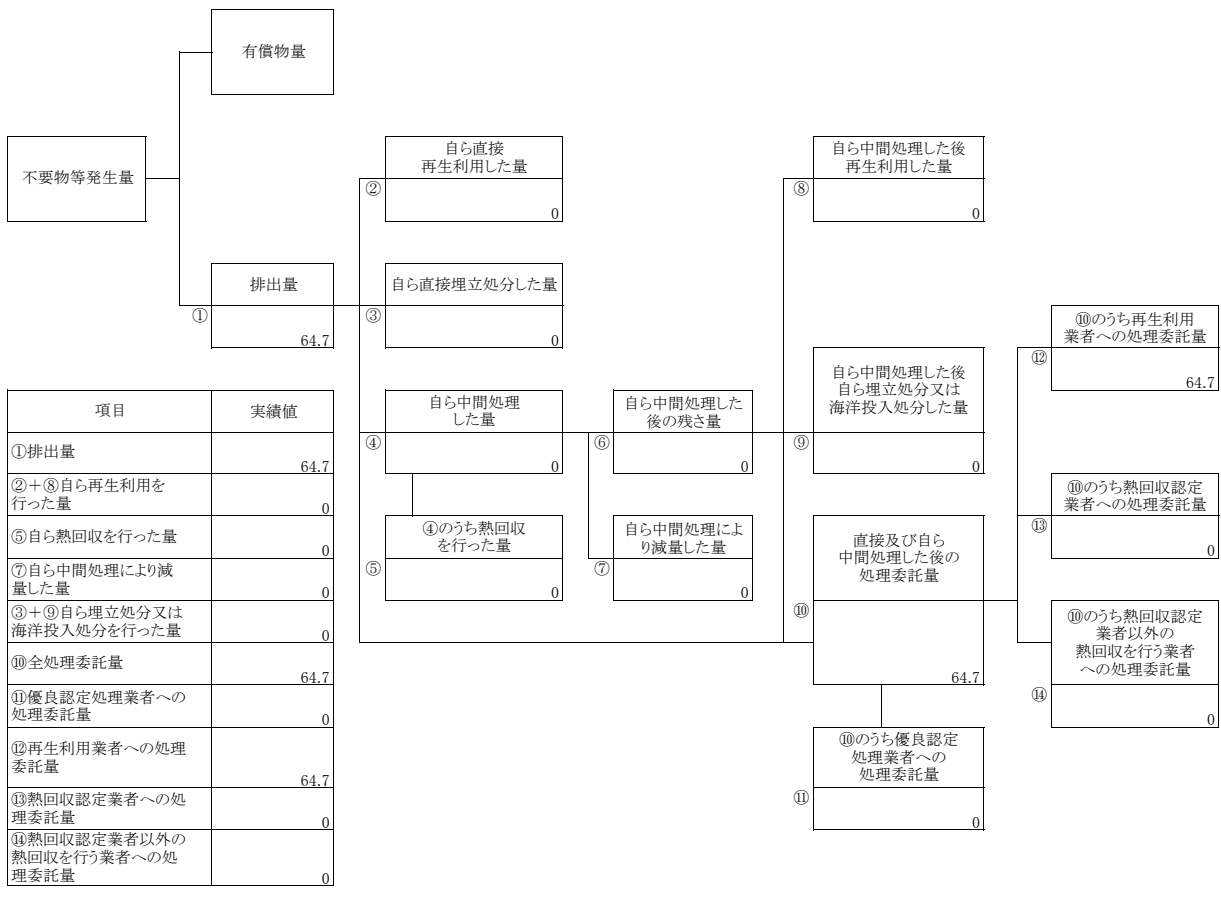 有償物量
不要物等発生量
排出量
①
64.7
自ら直接
再生利用した量
②
0
自ら直接埋立処分した量
③
0
自ら中間処理
した量
④
0
④のうち熱回収
を行った量
⑤
0
自ら中間処理した
後の残さ量
⑥
0
自ら中間処理によ
り減量した量
⑦
0
自ら中間処理した後
再生利用した量
⑧
0
自ら中間処理した後
自ら埋立処分又は
海洋投入処分した量
⑨
0
直接及び自ら
中間処理した後の
処理委託量
⑩
64.7
⑩のうち優良認定
処理業者への
処理委託量
⑪
0
⑩のうち再生利用
業者への処理委託量
⑫
64.7
⑩のうち熱回収認定
業者への処理委託量
⑬
0
⑩のうち熱回収認定
業者以外の
熱回収を行う業者
への処理委託量
⑭
0
項目 実績値
①排出量
64.7
②+⑧自ら再生利用を
行った量
0
⑤自ら熱回収を行った量
0
⑦自ら中間処理により減
量した量
0
③+⑨自ら埋立処分又は
海洋投入処分を行った量
0
⑩全処理委託量
64.7
⑪優良認定処理業者への
処理委託量
0
⑫再生利用業者への処理
委託量
64.7
⑬熱回収認定業者への処
理委託量
0
⑭熱回収認定業者以外の
熱回収を行う業者への処
理委託量
0